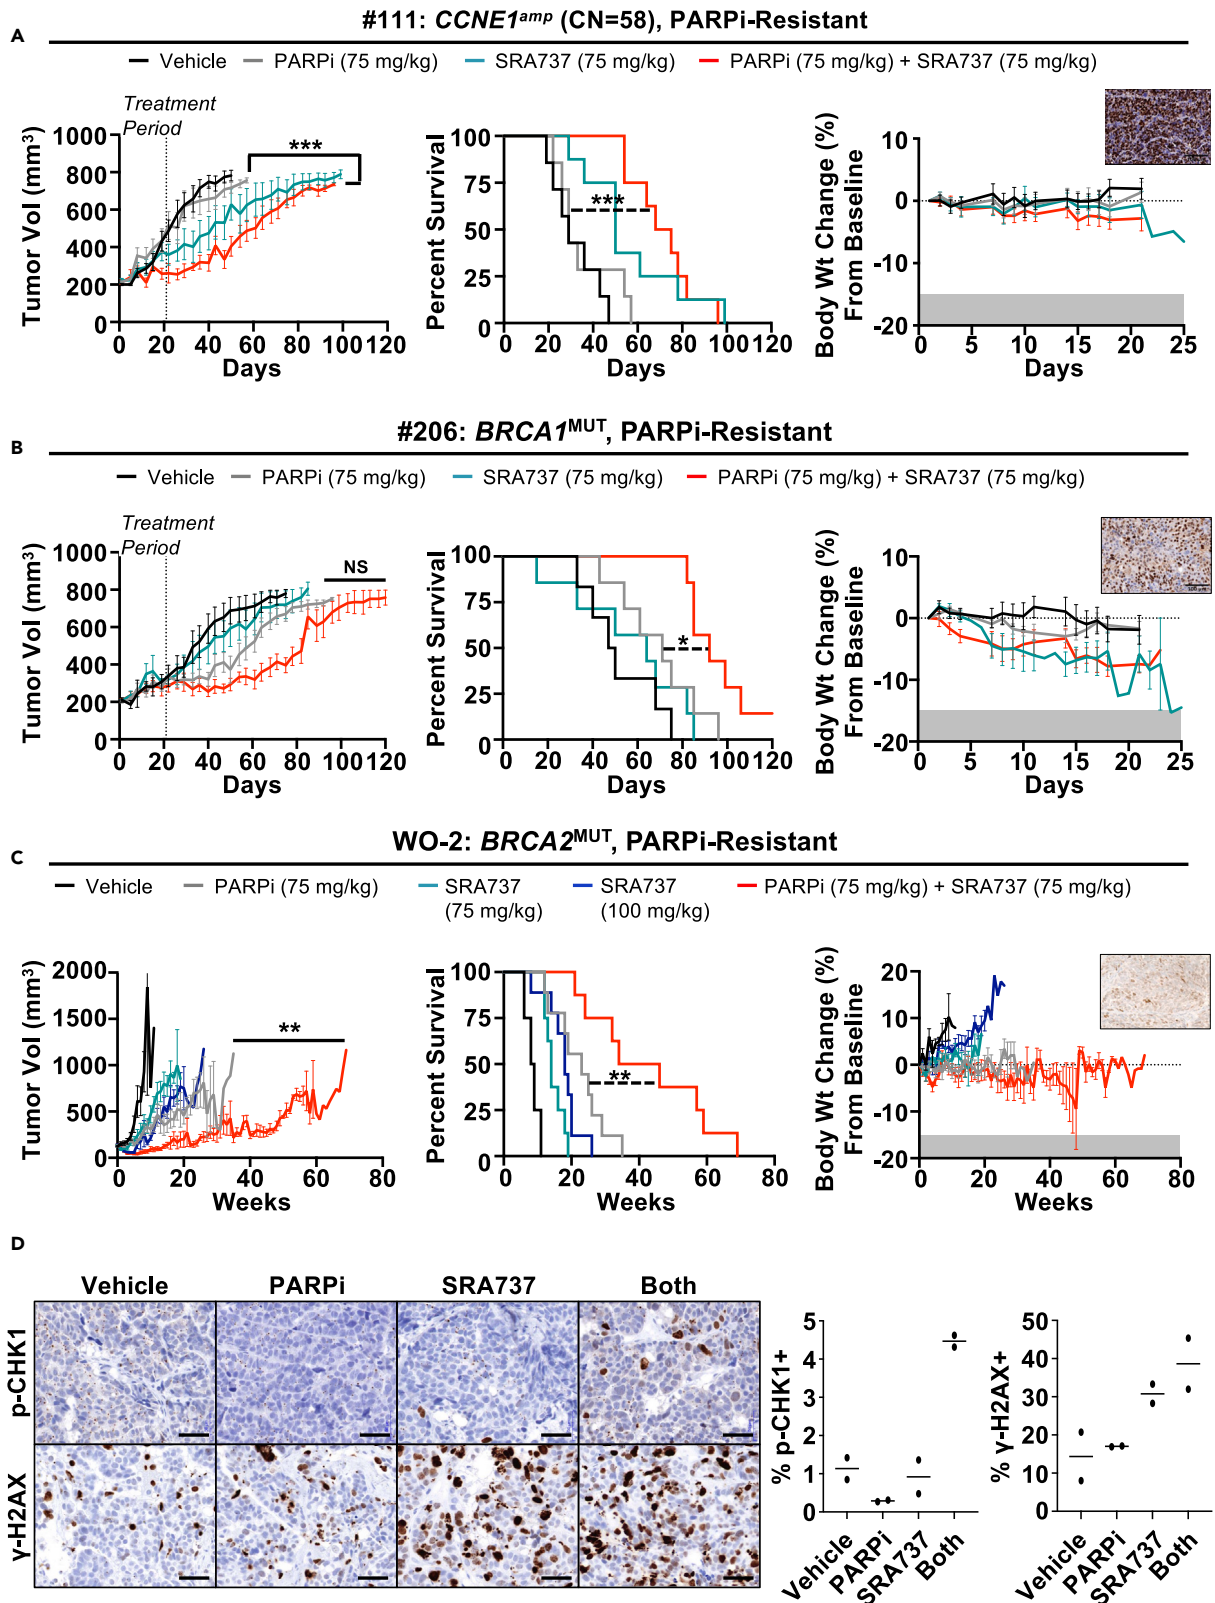 A
#111: CCNE1amp (CN=58), PARPi-Resistant
Vehicle PARPi (75 mg/kg) SRA737 (75 mg/kg) PARPi (75 mg/kg) + SRA737 (75 mg/kg)
Treatment
Period
Tumor Vol (mm³)
1000
800
600
400
200
0
***
0 20 40 60 80 100 120
Days
Percent Survival
100
75
50
25
0
***
0 20 40 60 80 100 120
Days
Body Wt Change (%)
From Baseline
10
0
-10
-20
0 5 10 15 20 25
Days
B
#206: BRCA1MUT, PARPi-Resistant
Vehicle PARPi (75 mg/kg) SRA737 (75 mg/kg) PARPi (75 mg/kg) + SRA737 (75 mg/kg)
Treatment
Period
Tumor Vol (mm³)
1000
800
600
400
200
0
NS
0 20 40 60 80 100 120
Days
Percent Survival
100
75
50
25
0
*
0 20 40 60 80 100 120
Days
Body Wt Change (%)
From Baseline
10
0
-10
-20
0 5 10 15 20 25
Days
C
WO-2: BRCA2MUT, PARPi-Resistant
Vehicle PARPi (75 mg/kg) SRA737 SRA737 PARPi (75 mg/kg) + SRA737 (75 mg/kg)
(75 mg/kg) (100 mg/kg)
Tumor Vol (mm³)
2000
1500
1000
500
0
**
0 20 40 60 80
Weeks
Percent Survival
100
75
50
25
0
**
0 20 40 60 80
Weeks
Body Wt Change (%)
From Baseline
20
10
0
-10
-20
0 20 40 60 80
Weeks
D
Vehicle PARPi SRA737 Both
p-CHK1
γ-H2AX
% p-CHK1+
5
4
3
2
1
0
Vehicle
PARPi
SRA737
Both
% γ-H2AX+
50
40
30
20
10
0
Vehicle
PARPi
SRA737
Both